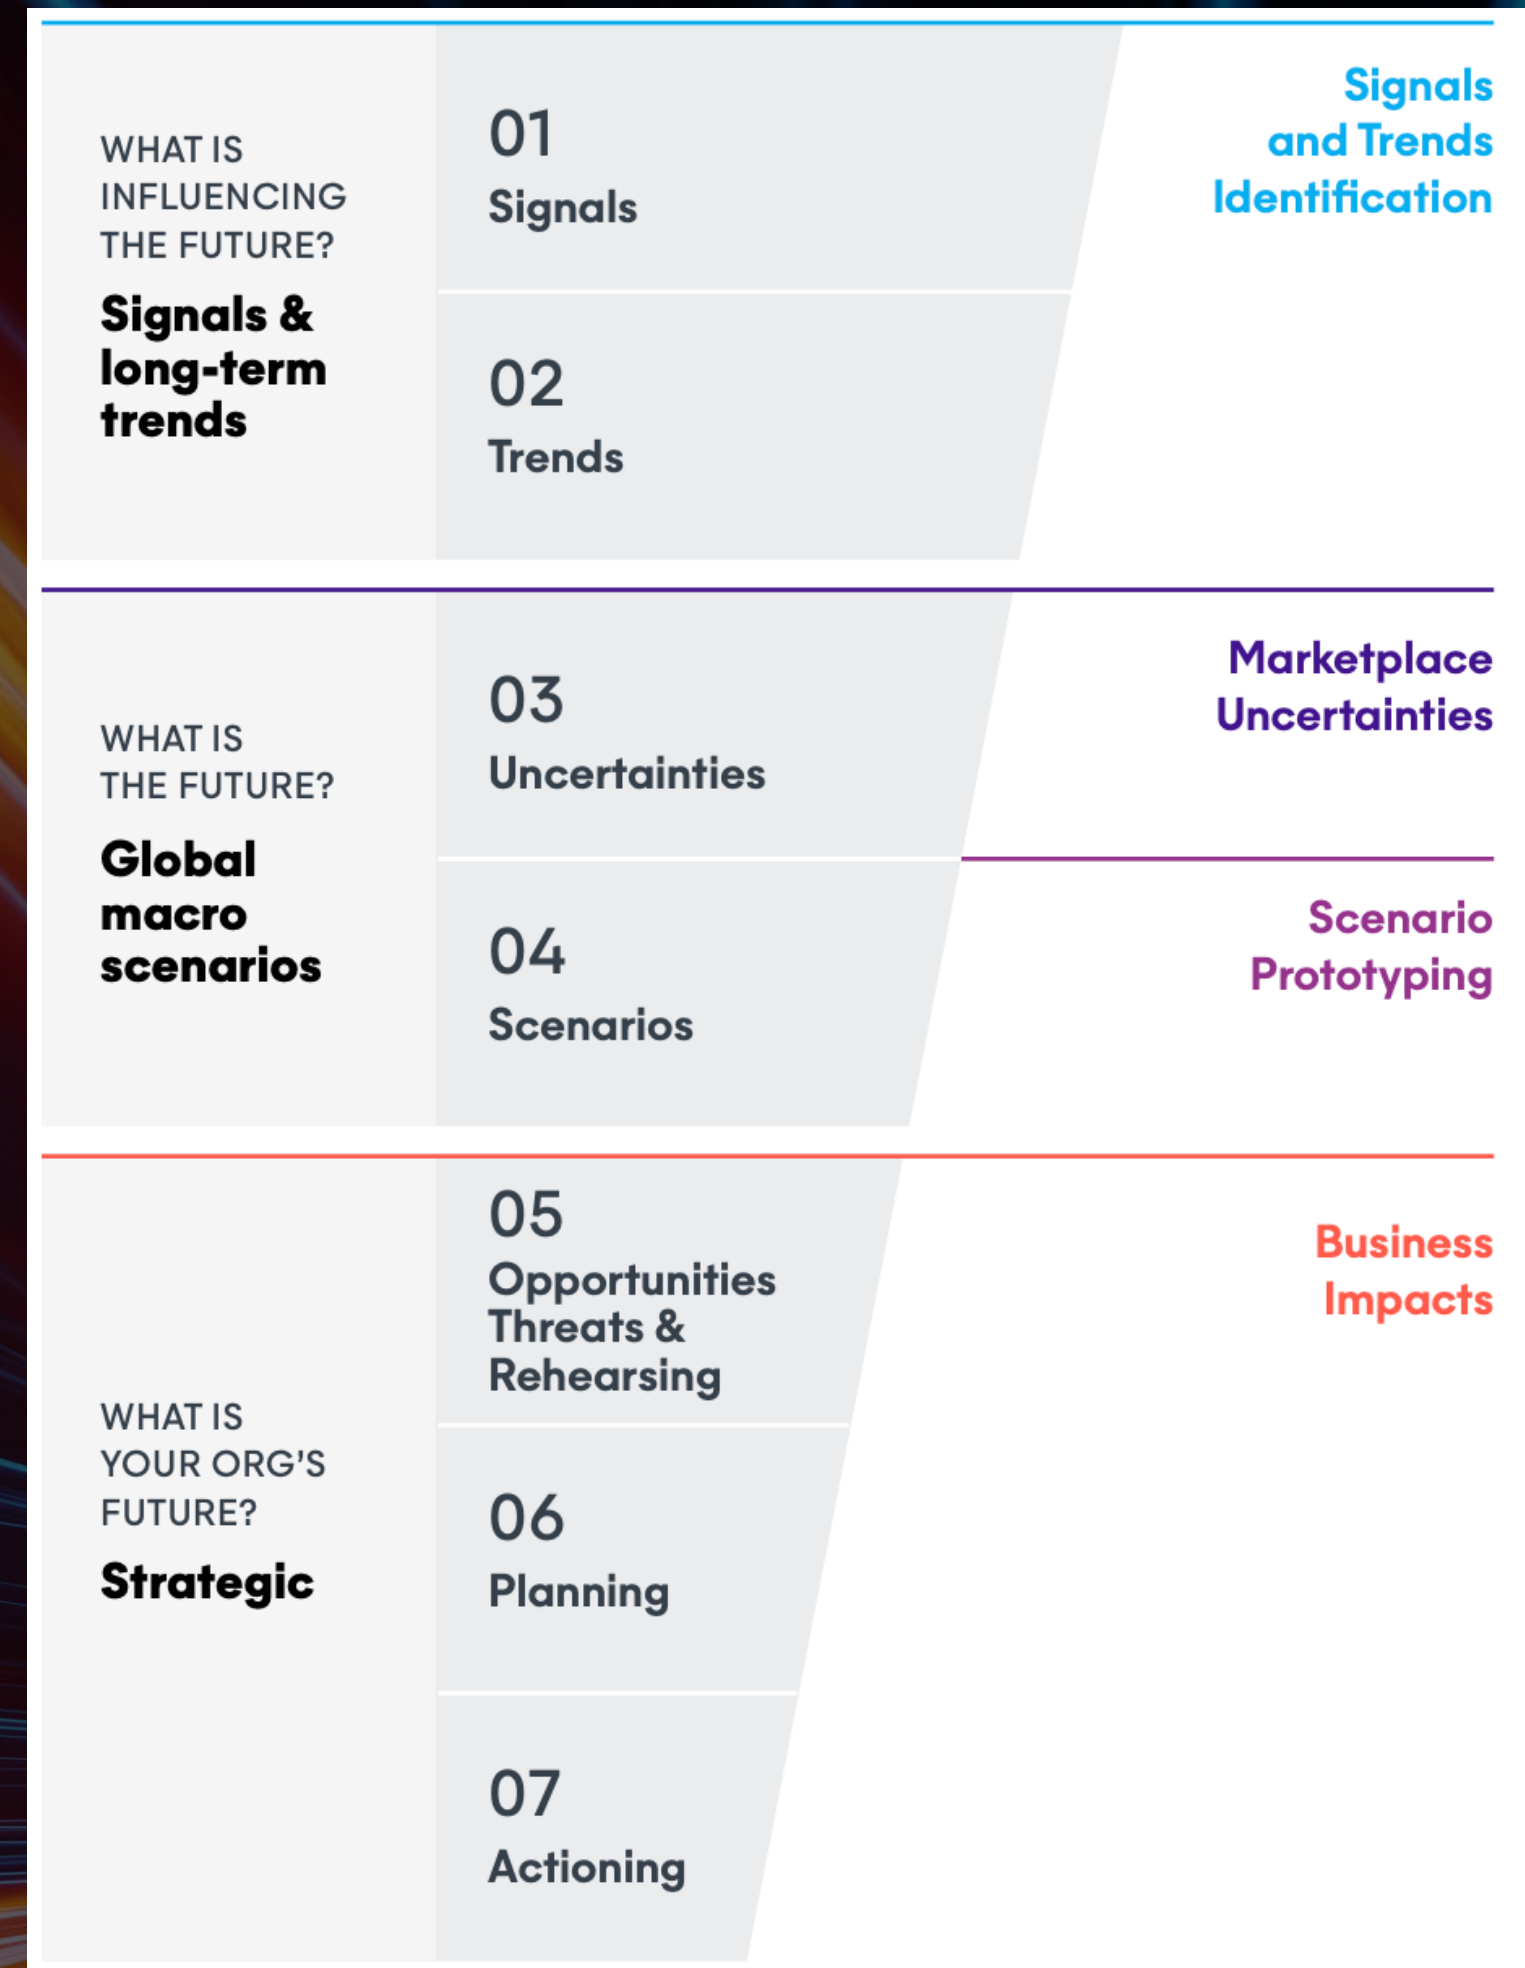 WHAT IS
INFLUENCING
THE FUTURE?
Signals &
long-term
trends
01
Signals
02
Trends
Signals
and Trends
Identification
WHAT IS
THE FUTURE?
Global
macro
scenarios
03
Uncertainties
04
Scenarios
Marketplace
Uncertainties
Scenario
Prototyping
WHAT IS
YOUR ORG'S
FUTURE?
Strategic
05
Opportunities
Threats &
Rehearsing
06
Planning
07
Actioning
Business
Impacts